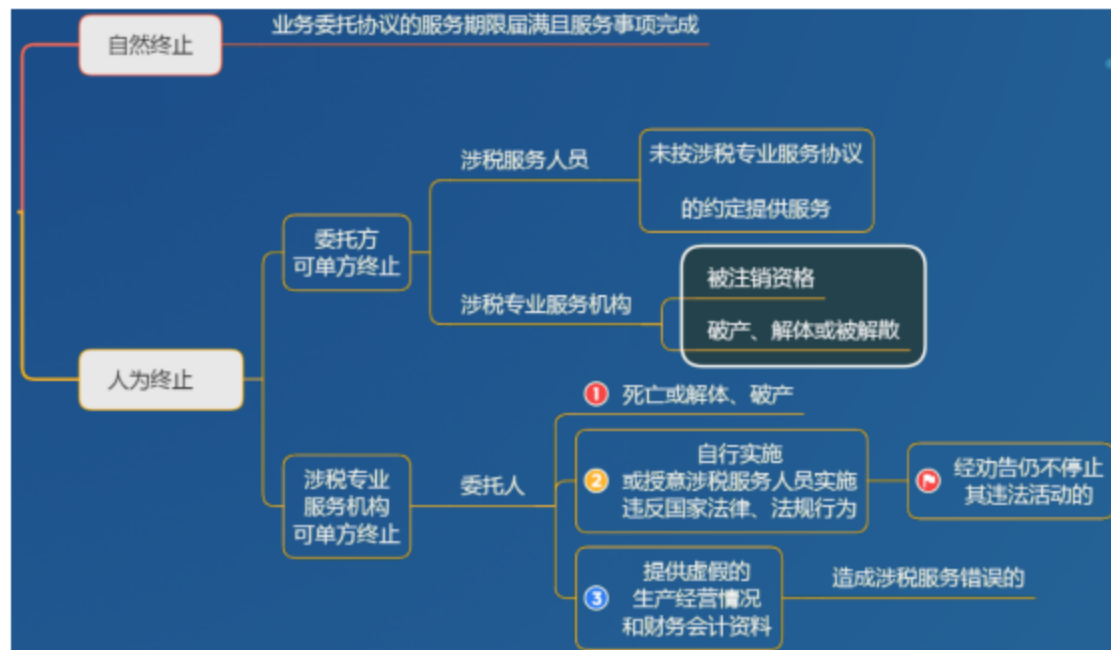 自然终止
业务委托协议的服务期限届满且服务事项完成
人为终止
委托方
可单方终止
涉税服务人员
未按涉税专业服务协议
的约定提供服务
涉税专业服务机构
被注销资格
破产、解体或被解散
涉税专业
服务机构
可单方终止
委托人
1 死亡或解体、破产
2
自行实施
或授意涉税服务人员实施
违反国家法律、法规行为
经劝告仍不停止
其违法活动的
3
提供虚假的
生产经营情况
和财务会计资料
造成涉税服务错误的